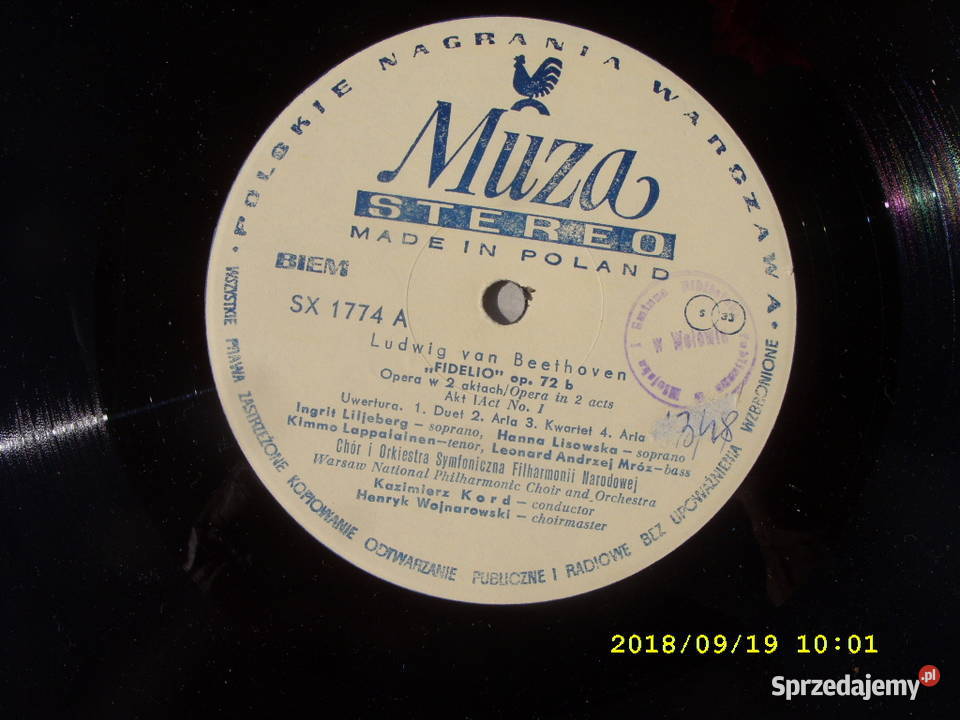 POLSKIE NAGRANIA WARSZAWA
Muza
STEREO
MADE IN POLAND
BIEM
SX 1774 A
S 33
Ludwig van Beethoven
„FIDELIO” op. 72 b
Opera w 2 aktach/Opera in 2 acts
Akt I Act No. 1
Uwertura. 1. Duet 2. Aria 3. Kwartet 4. Aria
Ingrit Liljeberg – soprano, Hanna Lisowska – soprano
Kimmo Lappalainen – tenor, Leonard Andrzej Mróz – bass
Chór i Orkiestra Symfoniczna Filharmonii Narodowej
Warsaw National Philharmonic Choir and Orchestra
Kazimierz Kord – conductor
Henryk Wojnarowski – choirmaster
WSZYSTKIE PRAWA ZASTRZEŻONE KOPIOWANIE ODTWARZANIE PUBLICZNE I RADIOWE BEZ UPOWAŻNIENIA WZBRONIONE
Miejska i Gminna
w
348
2018/09/19 10:01
Sprzedajemy.pl